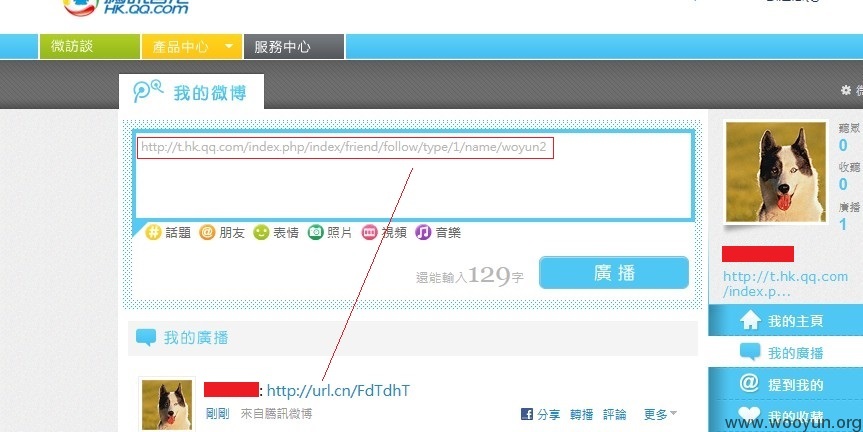 HK.QQ.COM
微訪談
產品中心
服務中心
我的微博
http://t.hk.qq.com/index.php/index/friend/follow/type/1/name/woyun2
話題 @ 朋友 表情 照片 視頻 音樂
還能輸入129字
廣播
我的廣播
: http://url.cn/FdTdhT
剛剛 來自騰訊微博
分享 轉播 評論 更多
聽眾
0
收聽
0
廣播
1
http://t.hk.qq.com
/index.p...
我的主頁
我的廣播
@ 提到我的
我的收藏
www.wooyun.org